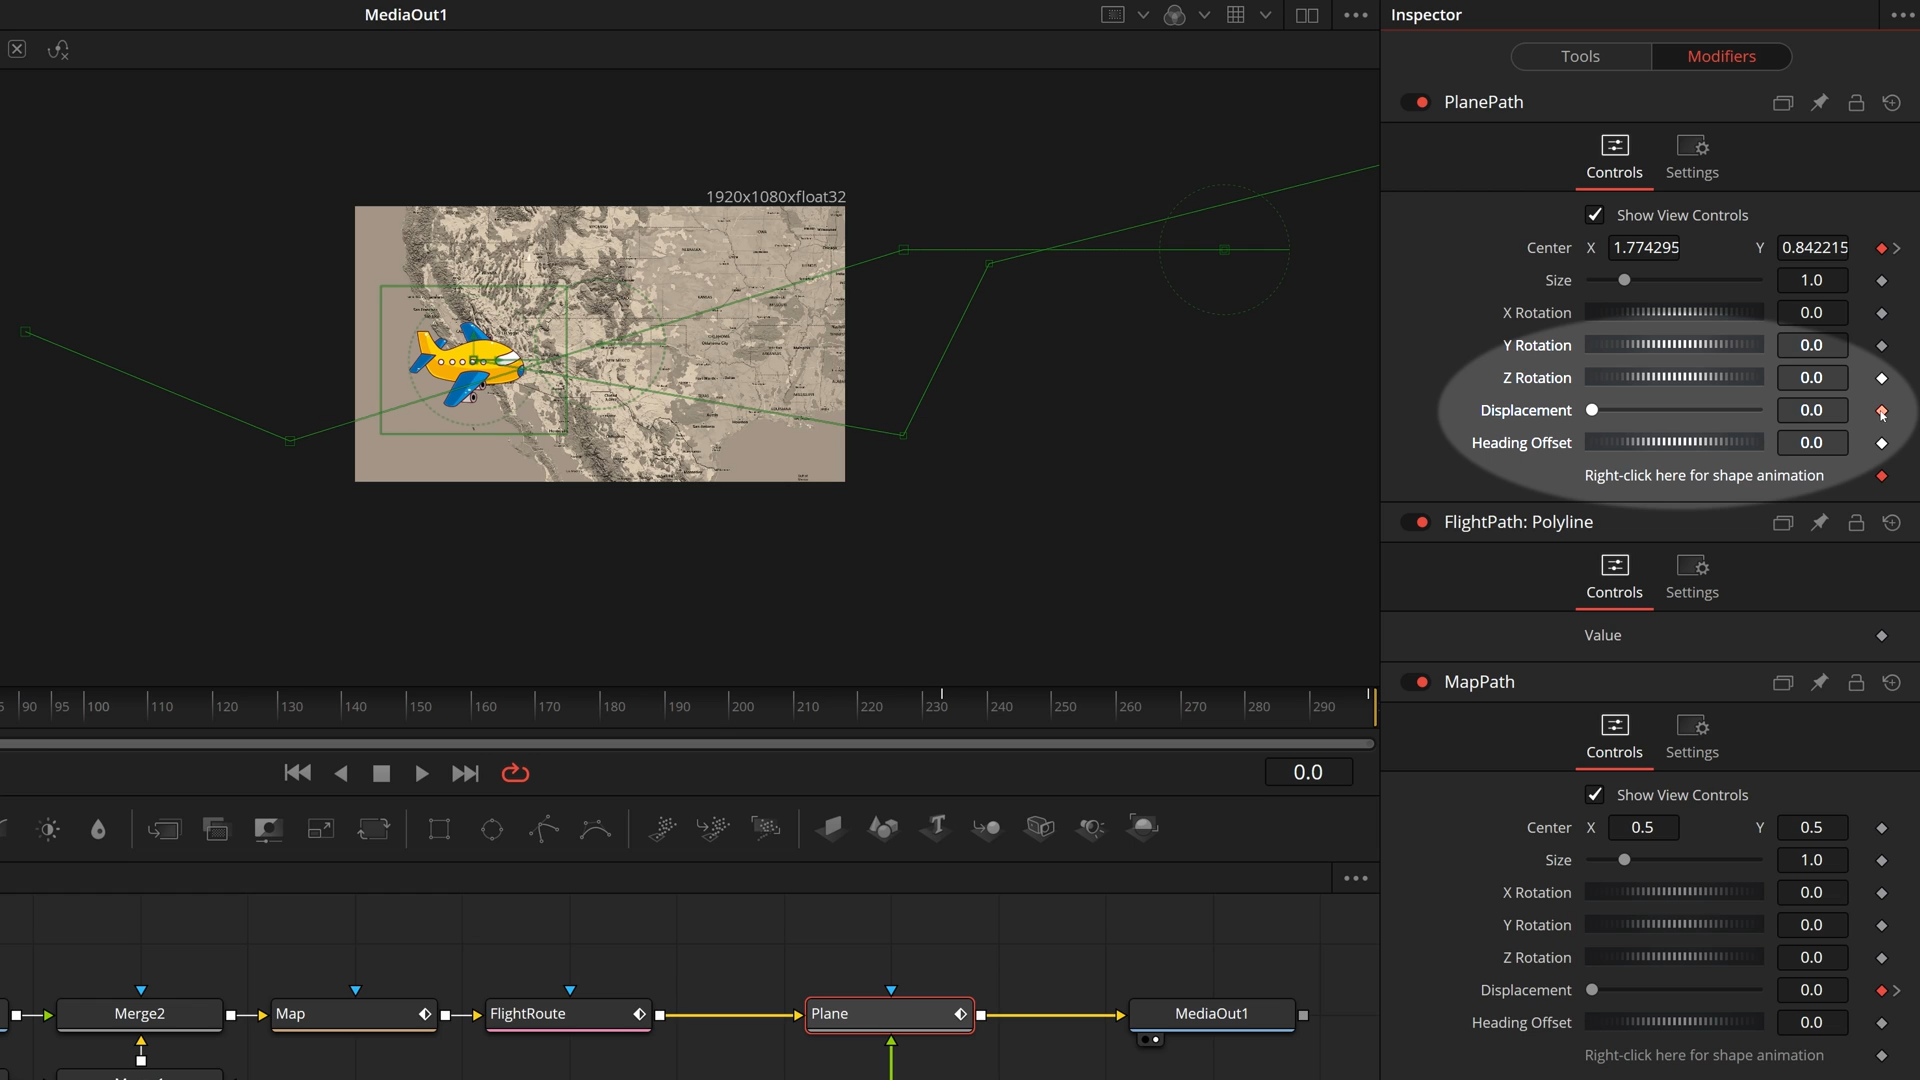 MediaOut1
Inspector
Tools
Modifiers
PlanePath
Controls
Settings
Show View Controls
Center X 1.774295 Y 0.842215
Size 1.0
X Rotation 0.0
Y Rotation 0.0
Z Rotation 0.0
Displacement 0.0
Heading Offset 0.0
Right-click here for shape animation
FlightPath: Polyline
Controls
Settings
Value
MapPath
Controls
Settings
Show View Controls
Center X 0.5 Y 0.5
Size 1.0
X Rotation 0.0
Y Rotation 0.0
Z Rotation 0.0
Displacement 0.0
Heading Offset 0.0
Right-click here for shape animation
1920x1080xfloat32
90 95 100 110 120 130 140 150 160 170 180 190 200 210 220 230 240 250 260 270 280 290
0.0
Merge2
Map
FlightRoute
Plane
MediaOut1